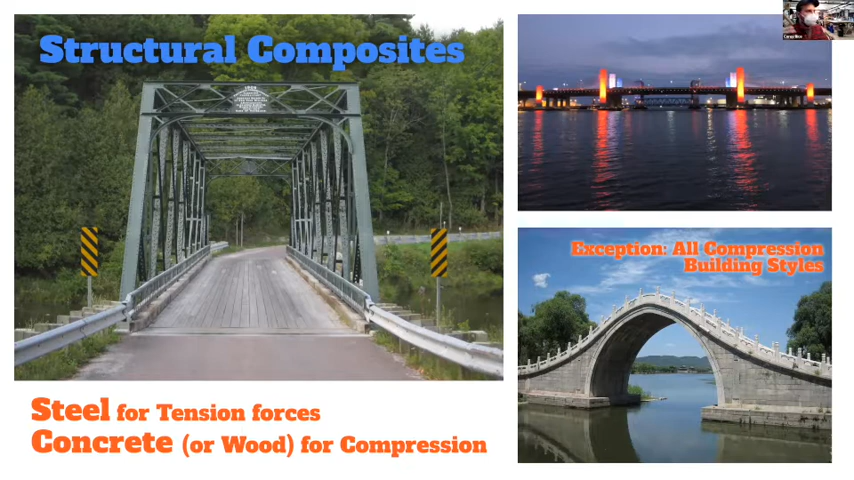 Structural Composites
Exception: All Compression
Building Styles
Steel for Tension forces
Concrete (or Wood) for Compression